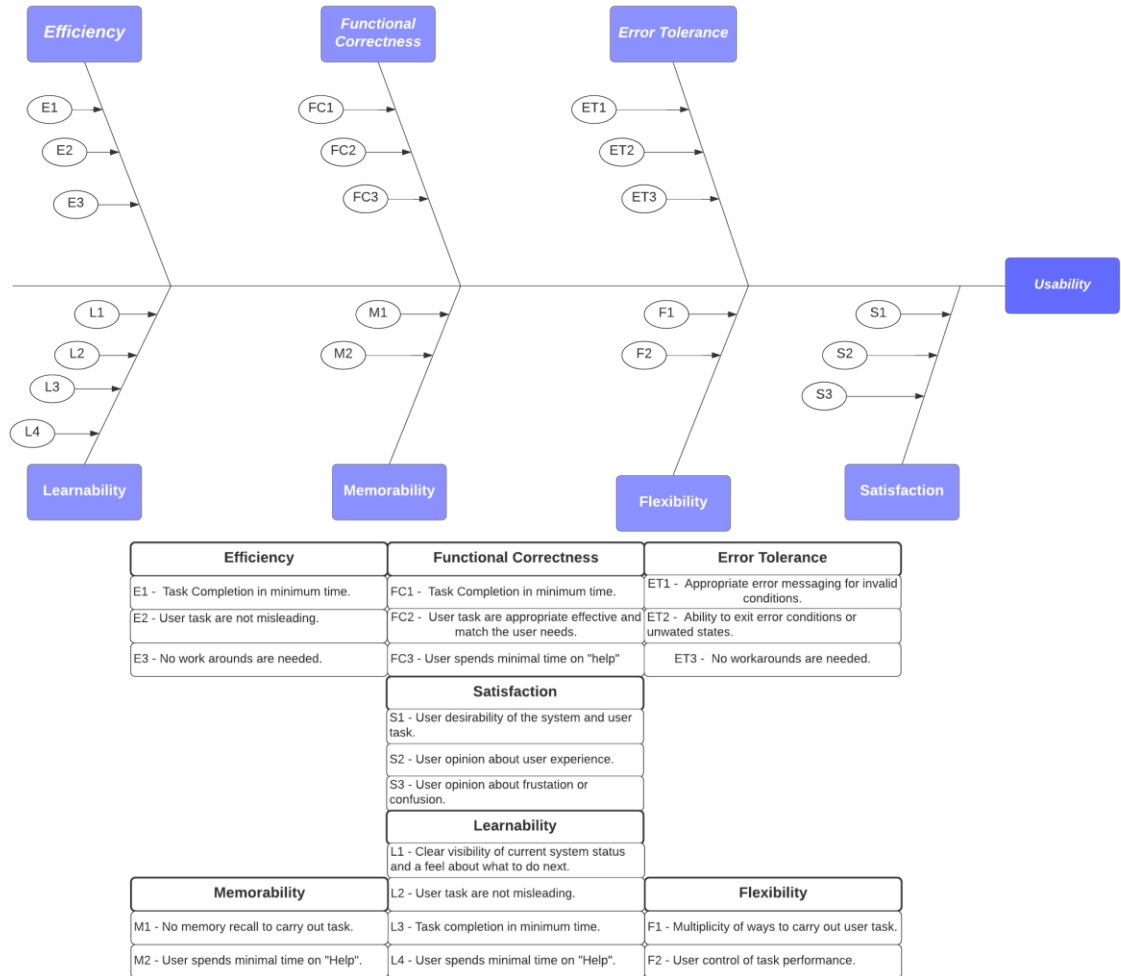 Efficiency
Functional
Correctness
Error Tolerance
E1
FC1
ET1
E2
FC2
ET2
E3
FC3
ET3
Usability
L1
M1
F1
S1
L2
M2
F2
S2
L3
S3
L4
Learnability
Memorability
Flexibility
Satisfaction
Efficiency
E1 - Task Completion in minimum time.
E2 - User task are not misleading.
E3 - No work arounds are needed.
Functional Correctness
FC1 - Task Completion in minimum time.
FC2 - User task are appropriate effective and
match the user needs.
FC3 - User spends minimal time on "help"
Error Tolerance
ET1 - Appropriate error messaging for invalid
conditions.
ET2 - Ability to exit error conditions or
unwated states.
ET3 - No workarounds are needed.
Satisfaction
S1 - User desirability of the system and user
task.
S2 - User opinion about user experience.
S3 - User opinion about frustation or
confusion.
Learnability
L1 - Clear visibility of current system status
and a feel about what to do next.
L2 - User task are not misleading.
L3 - Task completion in minimum time.
L4 - User spends minimal time on "Help".
Memorability
M1 - No memory recall to carry out task.
M2 - User spends minimal time on "Help".
Flexibility
F1 - Multiplicity of ways to carry out user task.
F2 - User control of task performance.